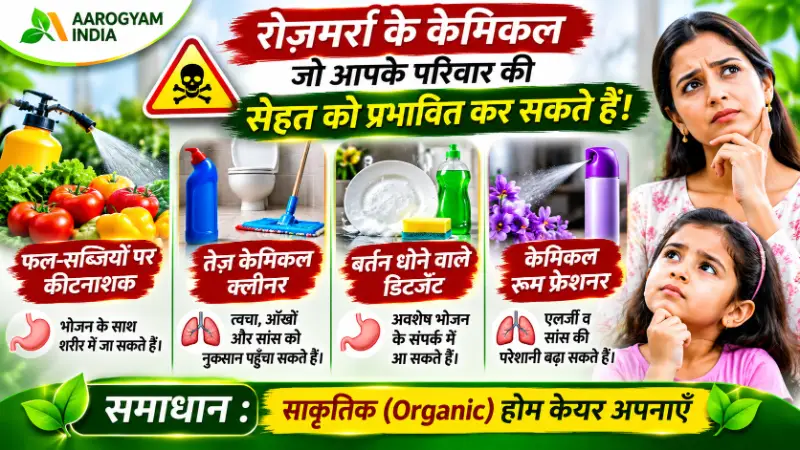 AAROGYAM
INDIA
रोज़मर्रा के केमिकल
जो आपके परिवार की
सेहत को प्रभावित कर सकते हैं!
फल-सब्जियों पर
कीटनाशक
भोजन के साथ
शरीर में जा सकते हैं।
तेज़ केमिकल
क्लीनर
त्वचा, आँखों
और सांस को
नुकसान पहुँचा सकते हैं।
बर्तन धोने वाले
डिटर्जेंट
अवशेष भोजन
के संपर्क में
आ सकते हैं।
केमिकल
रूम फ्रेशनर
एलर्जी व
सांस की
परेशानी बढ़ा सकते हैं।
समाधान : साकृतिक (Organic) होम केयर अपनाएँ